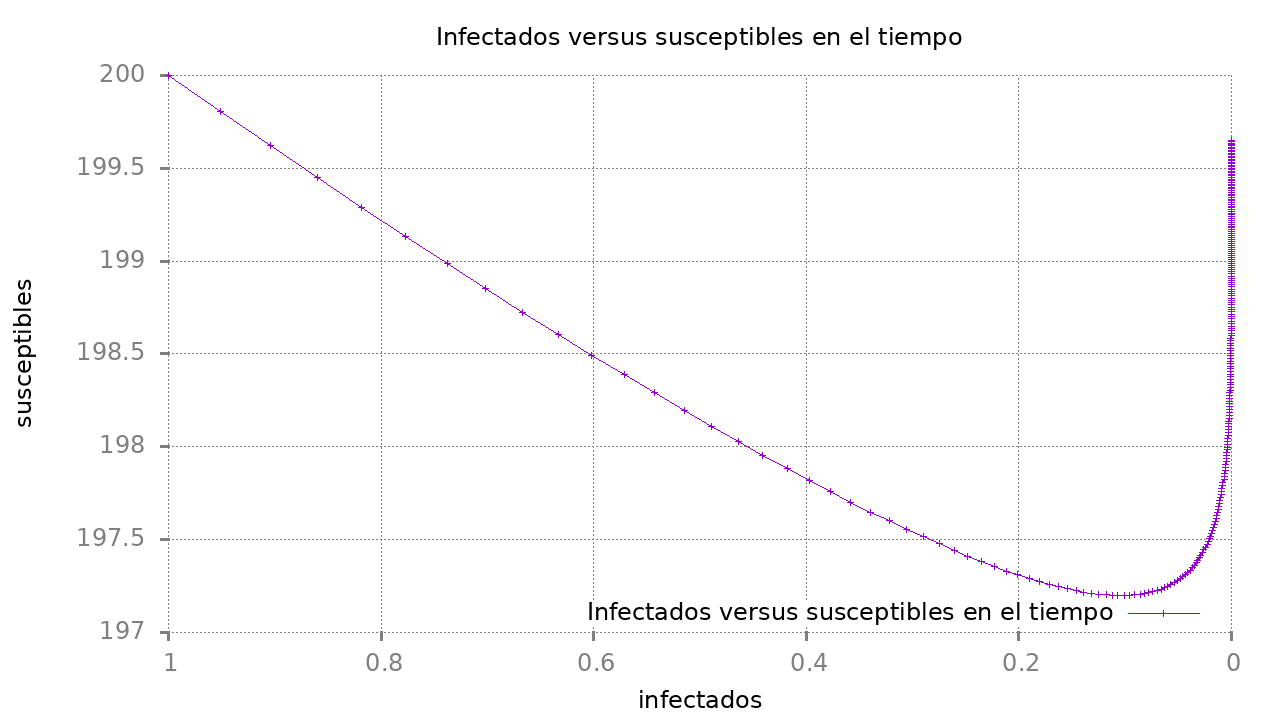 Infectados versus susceptibles en el tiempo
200
199.5
199
198.5
198
197.5
197
susceptibles
Infectados versus susceptibles en el tiempo
1 0.8 0.6 0.4 0.2 0
infectados